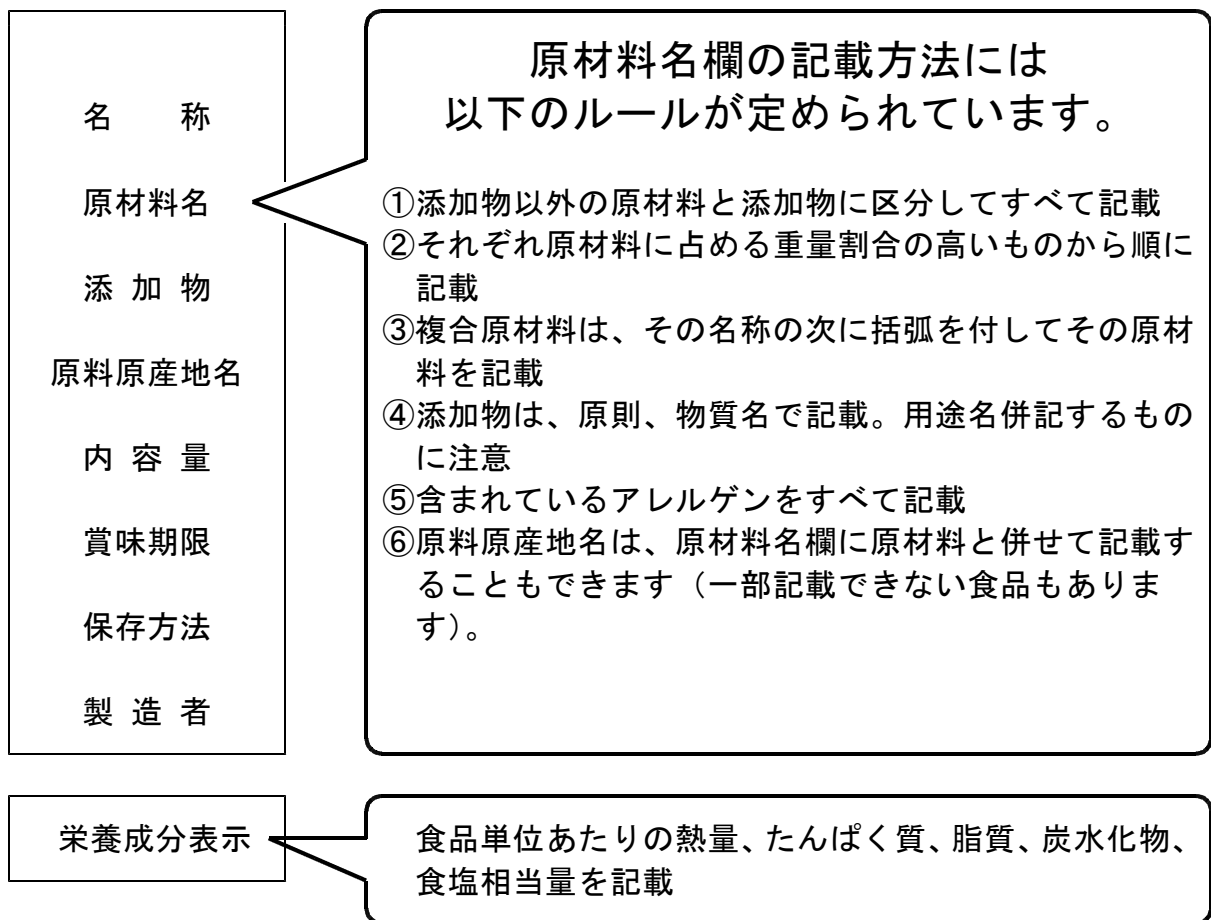 名　　称
原材料名
添 加 物
原料原産地名
内 容 量
賞味期限
保存方法
製 造 者
原材料名欄の記載方法には
以下のルールが定められています。
①添加物以外の原材料と添加物に区分してすべて記載
②それぞれ原材料に占める重量割合の高いものから順に
記載
③複合原材料は、その名称の次に括弧を付してその原材
料を記載
④添加物は、原則、物質名で記載。用途名併記するもの
に注意
⑤含まれているアレルゲンをすべて記載
⑥原料原産地名は、原材料名欄に原材料と併せて記載す
ることもできます（一部記載できない食品もありま
す）。
栄養成分表示
食品単位あたりの熱量、たんぱく質、脂質、炭水化物、
食塩相当量を記載